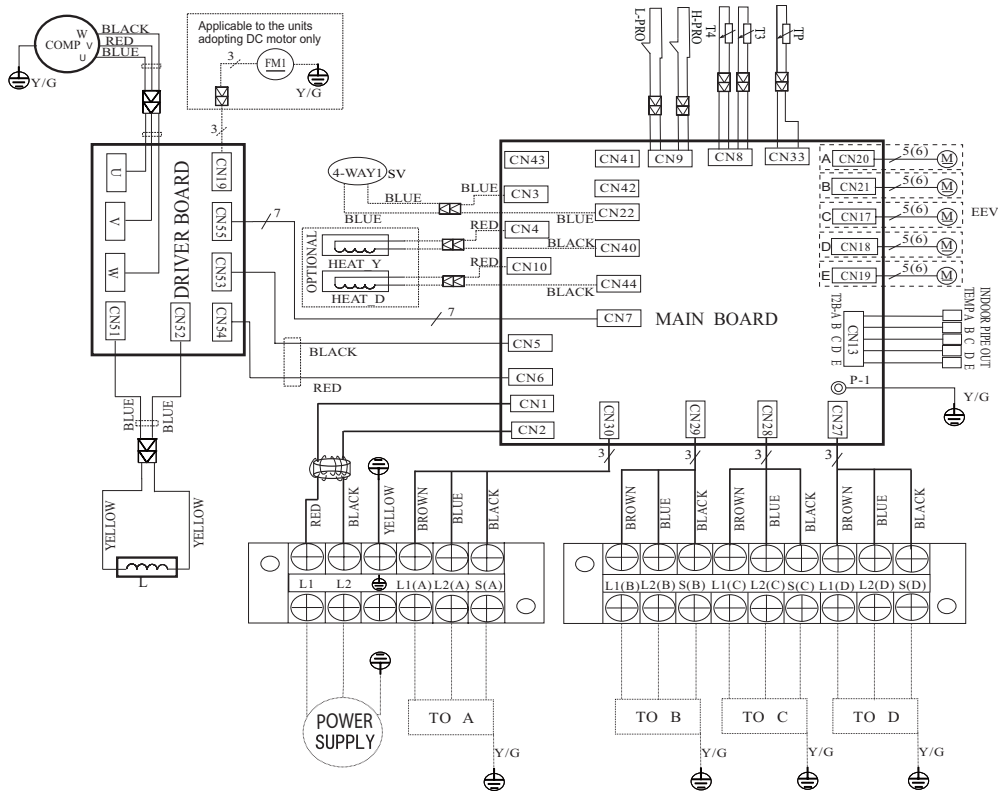 COMP
W
V
U
BLACK
RED
BLUE
Y/G
Applicable to the units
adopting DC motor only
3
FM1
Y/G
3
L-PRO
H-PRO
T4
T3
TP
DRIVER BOARD
U
V
W
CN51
CN52
CN19
CN55
CN53
CN54
7
4-WAY1
SV
BLUE
BLUE
BLUE
OPTIONAL
HEAT_Y
HEAT_D
RED
BLACK
RED
BLACK
7
BLACK
RED
CN43
CN41
CN9
CN8
CN33
CN3
CN42
CN22
CN4
CN40
CN10
CN44
CN7
MAIN BOARD
CN5
CN6
CN1
CN2
A CN20 5(6) M
B CN21 5(6) M
C CN17 5(6) M
D CN18 5(6) M
E CN19 5(6) M
EEV
T2B-A B C D E
CN13
INDOOR PIPE OUT
TEMP A B C D E
P-1
Y/G
CN30
CN29
CN28
CN27
3
3
3
3
BLUE
BLUE
YELLOW
YELLOW
L
RED
BLACK
YELLOW
BROWN
BLUE
BLACK
BROWN
BLUE
BLACK
BROWN
BLUE
BLACK
BROWN
BLUE
BLACK
L1 L2 L1(A) L2(A) S(A)
L1(B) L2(B) S(B) L1(C) L2(C) S(C) L1(D) L2(D) S(D)
POWER
SUPPLY
TO A
TO B
TO C
TO D
Y/G
Y/G
Y/G
Y/G